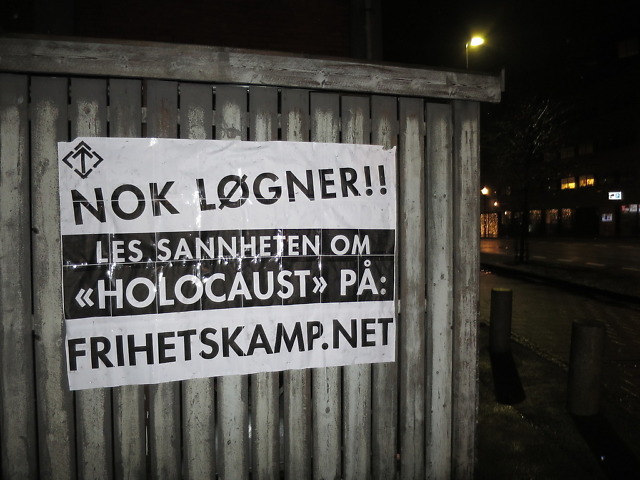 NOK LØGNER!!
LES SANNHETEN OM
«HOLOCAUST» PÅ:
FRIHETSKAMP.NET